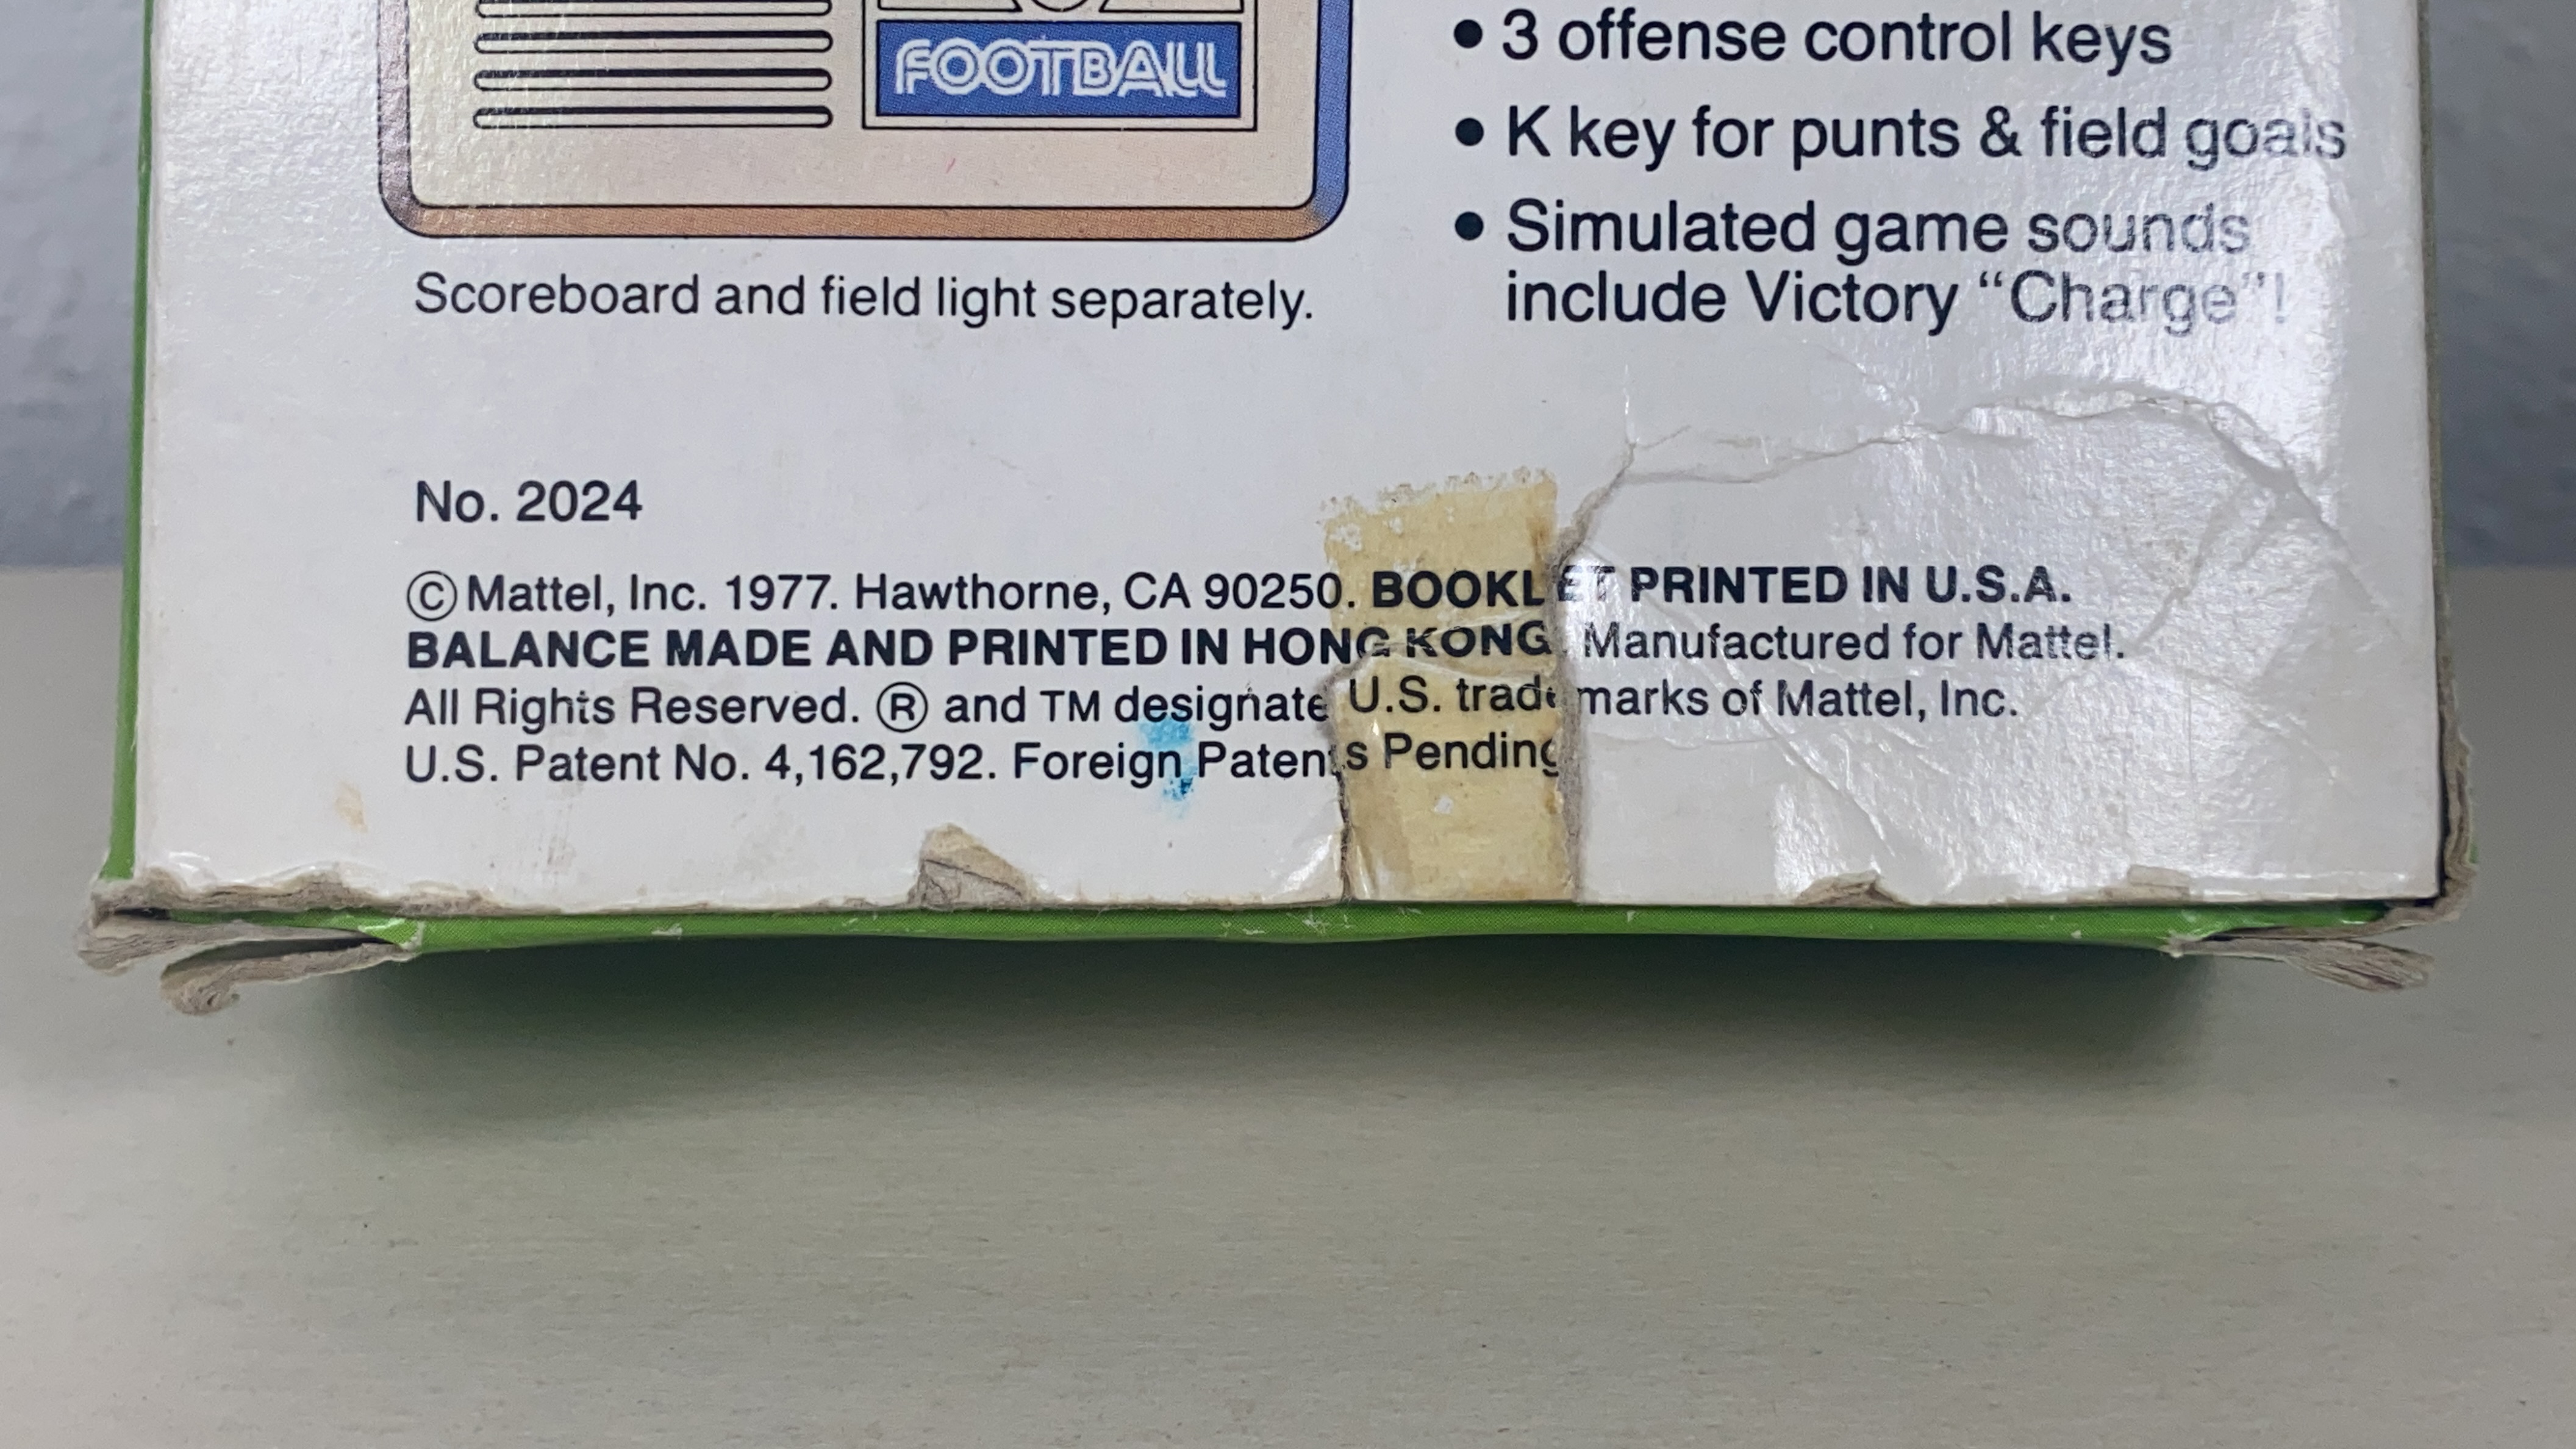 FOOTBALL
• 3 offense control keys
• K key for punts & field goals
• Simulated game sounds
include Victory “Charge”!
Scoreboard and field light separately.
No. 2024
©Mattel, Inc. 1977. Hawthorne, CA 90250. BOOKLET PRINTED IN U.S.A.
BALANCE MADE AND PRINTED IN HONG KONG. Manufactured for Mattel.
All Rights Reserved. ® and TM designate U.S. trademarks of Mattel, Inc.
U.S. Patent No. 4,162,792. Foreign Patents Pending